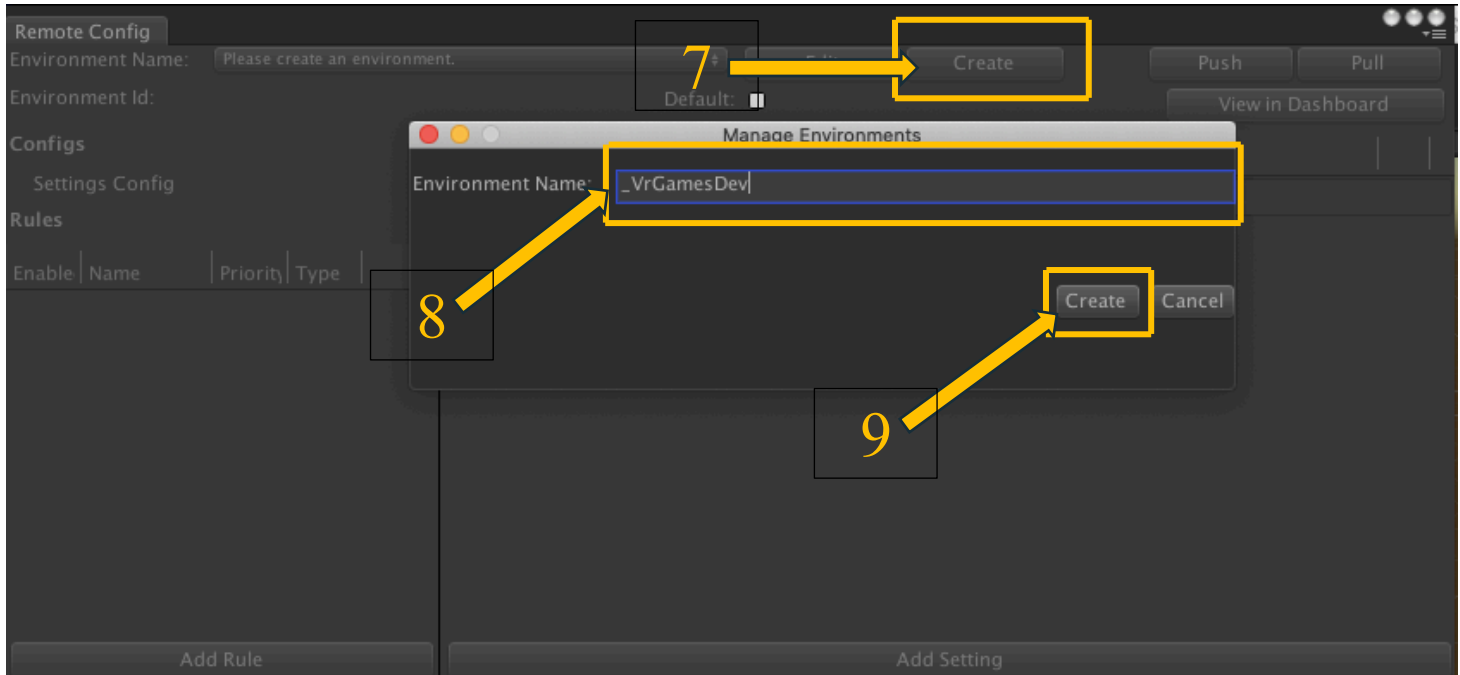 Remote Config
Environment Name: Please create an environment. 7 Create Push Pull
Environment Id: Default: View in Dashboard
Manage Environments
Configs
Environment Name: _VrGamesDev
Settings Config
Rules
Enable Name Priority Type
8 Create Cancel
9
Add Rule Add Setting